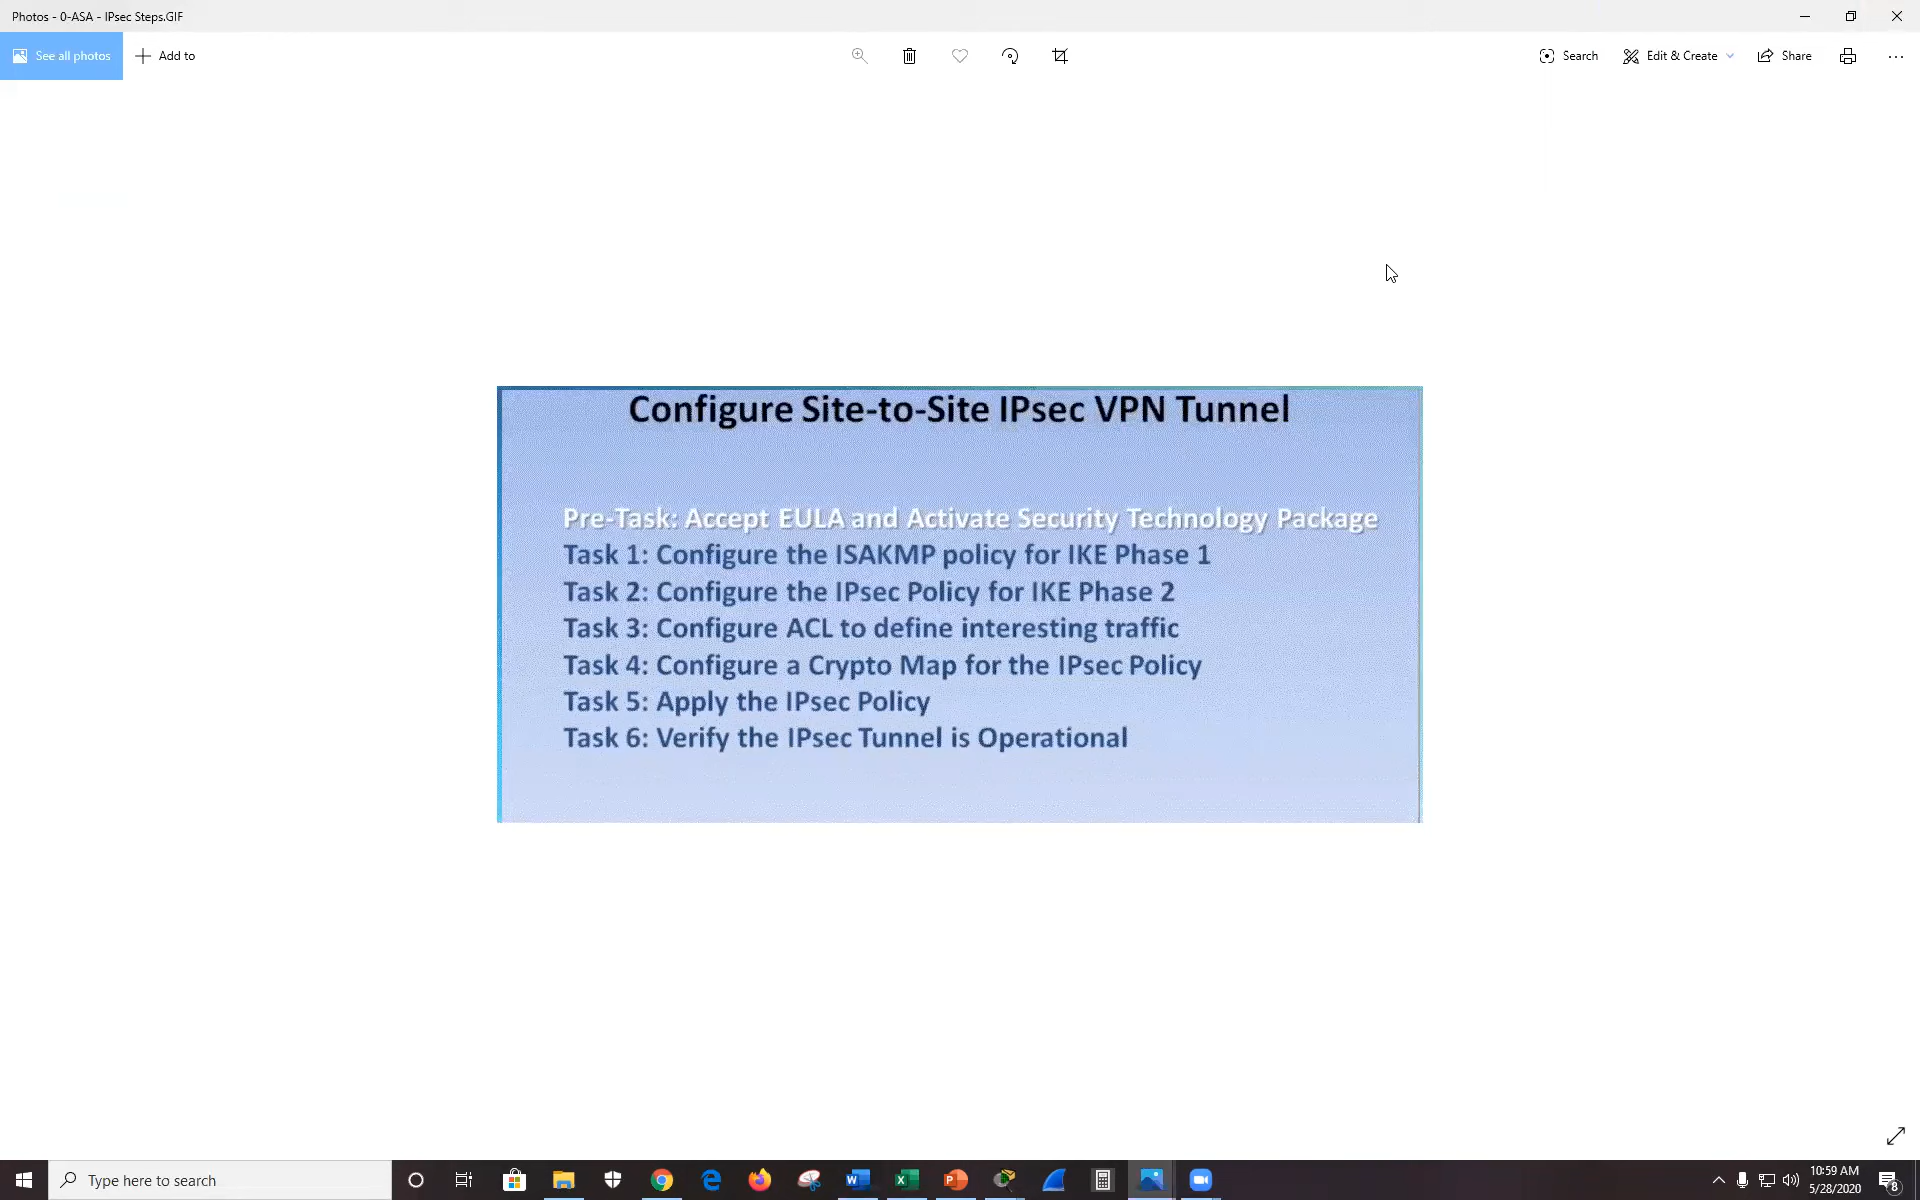 Photos - 0-ASA - IPsec Steps.GIF
See all photos
Add to
Search
Edit & Create
Share
Configure Site-to-Site IPsec VPN Tunnel
Pre-Task: Accept EULA and Activate Security Technology Package
Task 1: Configure the ISAKMP policy for IKE Phase 1
Task 2: Configure the IPsec Policy for IKE Phase 2
Task 3: Configure ACL to define interesting traffic
Task 4: Configure a Crypto Map for the IPsec Policy
Task 5: Apply the IPsec Policy
Task 6: Verify the IPsec Tunnel is Operational
Type here to search
10:59 AM
5/28/2020
8